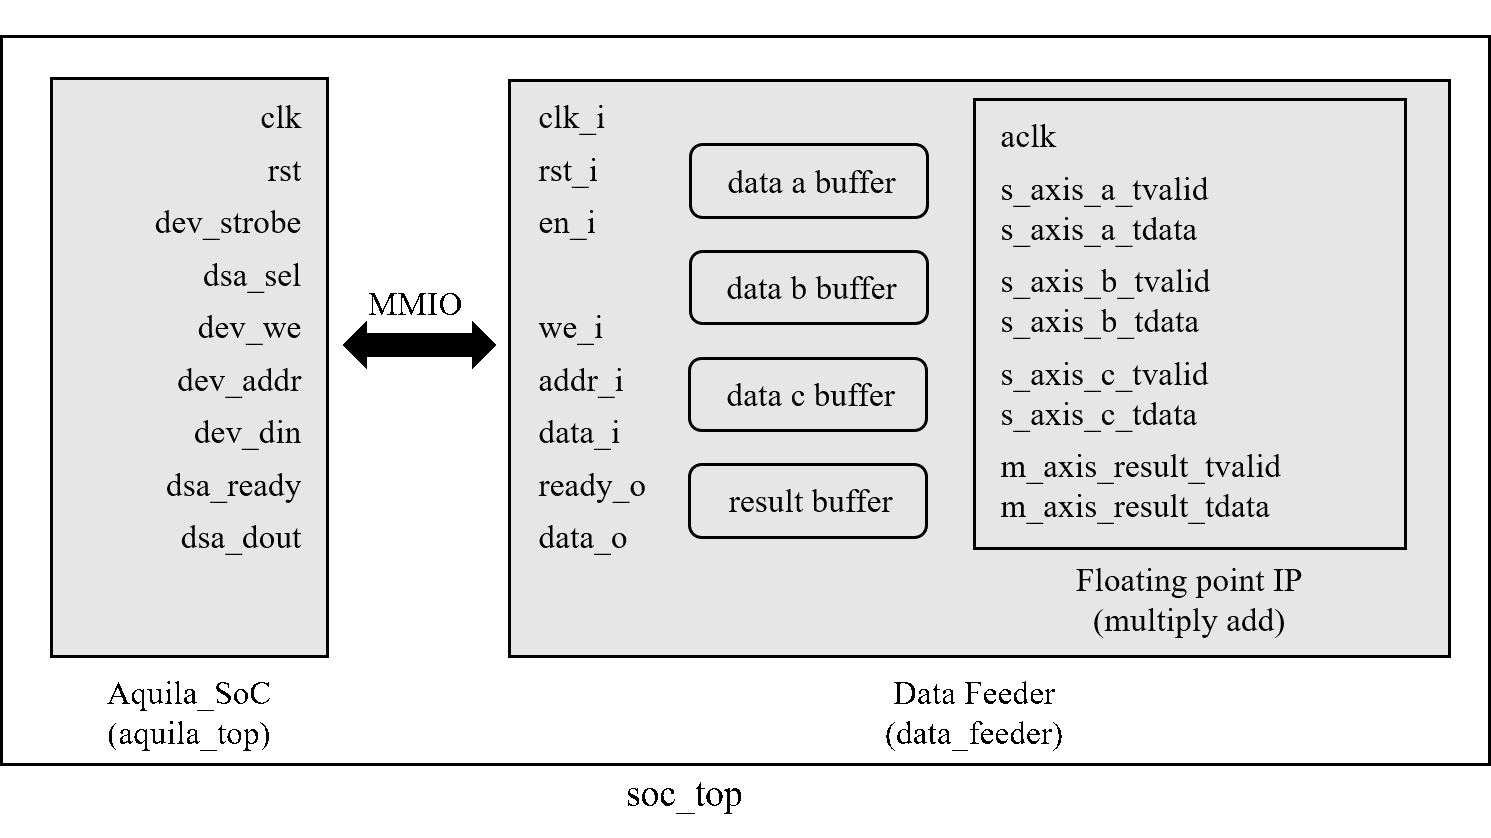 clk
rst
dev_strobe
dsa_sel
dev_we
dev_addr
dev_din
dsa_ready
dsa_dout
Aquila_SoC
(aquila_top)
MMIO
clk_i
rst_i
en_i
we_i
addr_i
data_i
ready_o
data_o
data a buffer
data b buffer
data c buffer
result buffer
aclk
s_axis_a_tvalid
s_axis_a_tdata
s_axis_b_tvalid
s_axis_b_tdata
s_axis_c_tvalid
s_axis_c_tdata
m_axis_result_tvalid
m_axis_result_tdata
Floating point IP
(multiply add)
Data Feeder
(data_feeder)
soc_top